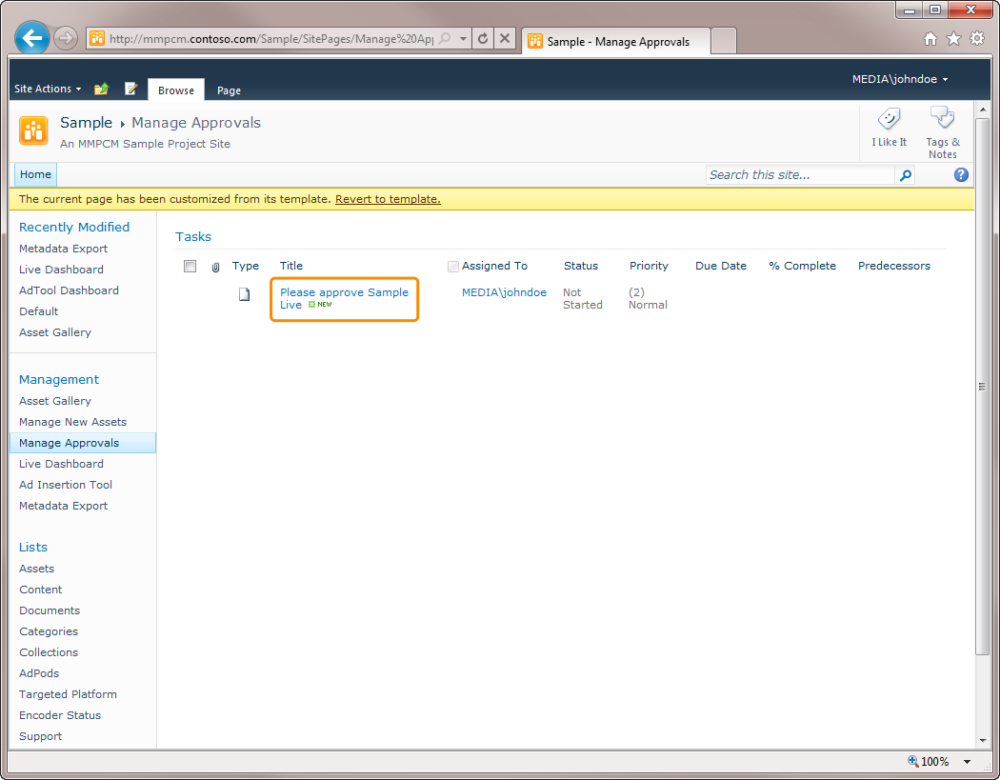 http://mmpcm.contoso.com/Sample/SitePages/Manage%20App
Sample - Manage Approvals
MEDIA\johndoe
Site Actions
Browse
Page
Sample
Manage Approvals
An MMPCM Sample Project Site
I Like It
Tags &
Notes
Home
Search this site...
The current page has been customized from its template. Revert to template.
Recently Modified
Metadata Export
Live Dashboard
AdTool Dashboard
Default
Asset Gallery
Management
Asset Gallery
Manage New Assets
Manage Approvals
Live Dashboard
Ad Insertion Tool
Metadata Export
Lists
Assets
Content
Documents
Categories
Collections
AdPods
Targeted Platform
Encoder Status
Support
Tasks
Type Title Assigned To Status Priority Due Date % Complete Predecessors
Please approve Sample MEDIA\johndoe Not (2)
Live NEW Started Normal
100%